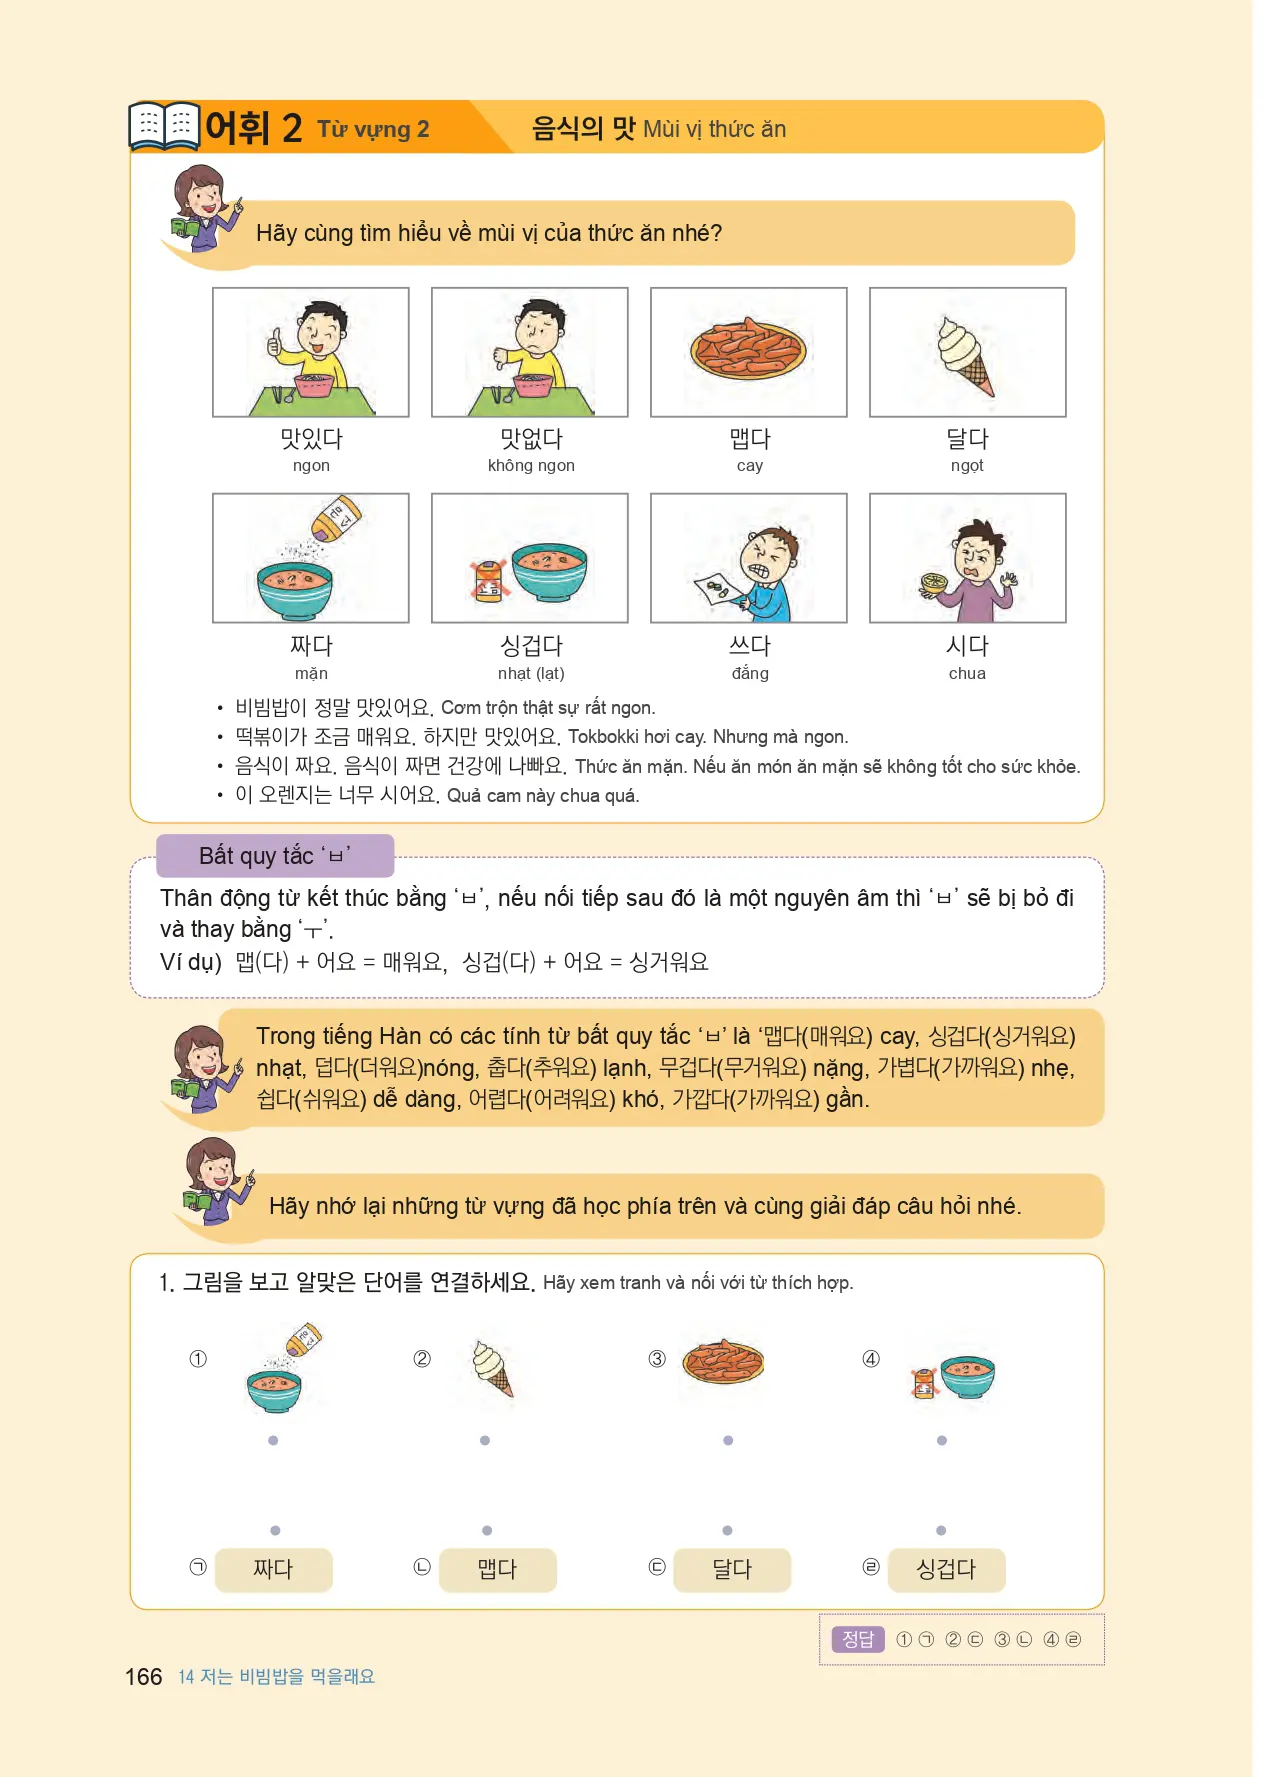 어휘 2 Từ vựng 2 음식의 맛 Mùi vị thức ăn
Hãy cùng tìm hiểu về mùi vị của thức ăn nhé?
맛있다 맛없다 맵다 달다
ngon không ngon cay ngọt
소금
소금
짜다 싱겁다 쓰다 시다
mặn nhạt (lạt) đắng chua
• 비빔밥이 정말 맛있어요. Cơm trộn thật sự rất ngon.
• 떡볶이가 조금 매워요. 하지만 맛있어요. Tokbokki hơi cay. Nhưng mà ngon.
• 음식이 짜요. 음식이 짜면 건강에 나빠요. Thức ăn mặn. Nếu ăn món ăn mặn sẽ không tốt cho sức khỏe.
• 이 오렌지는 너무 시어요. Quả cam này chua quá.
Bất quy tắc ‘ㅂ’
Thân động từ kết thúc bằng ‘ㅂ’, nếu nối tiếp sau đó là một nguyên âm thì ‘ㅂ’ sẽ bị bỏ đi
và thay bằng ‘ㅜ’.
Ví dụ) 맵(다) + 어요 = 매워요, 싱겁(다) + 어요 = 싱거워요
Trong tiếng Hàn có các tính từ bất quy tắc ‘ㅂ’ là ‘맵다(매워요) cay, 싱겁다(싱거워요)
nhạt, 덥다(더워요)nóng, 춥다(추워요) lạnh, 무겁다(무거워요) nặng, 가볍다(가까워요) nhẹ,
쉽다(쉬워요) dễ dàng, 어렵다(어려워요) khó, 가깝다(가까워요) gần.
Hãy nhớ lại những từ vựng đã học phía trên và cùng giải đáp câu hỏi nhé.
1. 그림을 보고 알맞은 단어를 연결하세요. Hãy xem tranh và nối với từ thích hợp.
① ② ③ ④
소금
소금
㉠ 짜다 ㉡ 맵다 ㉢ 달다 ㉣ 싱겁다
정답 ① ㉠ ② ㉢ ③ ㉡ ④ ㉣
166 14 저는 비빔밥을 먹을래요